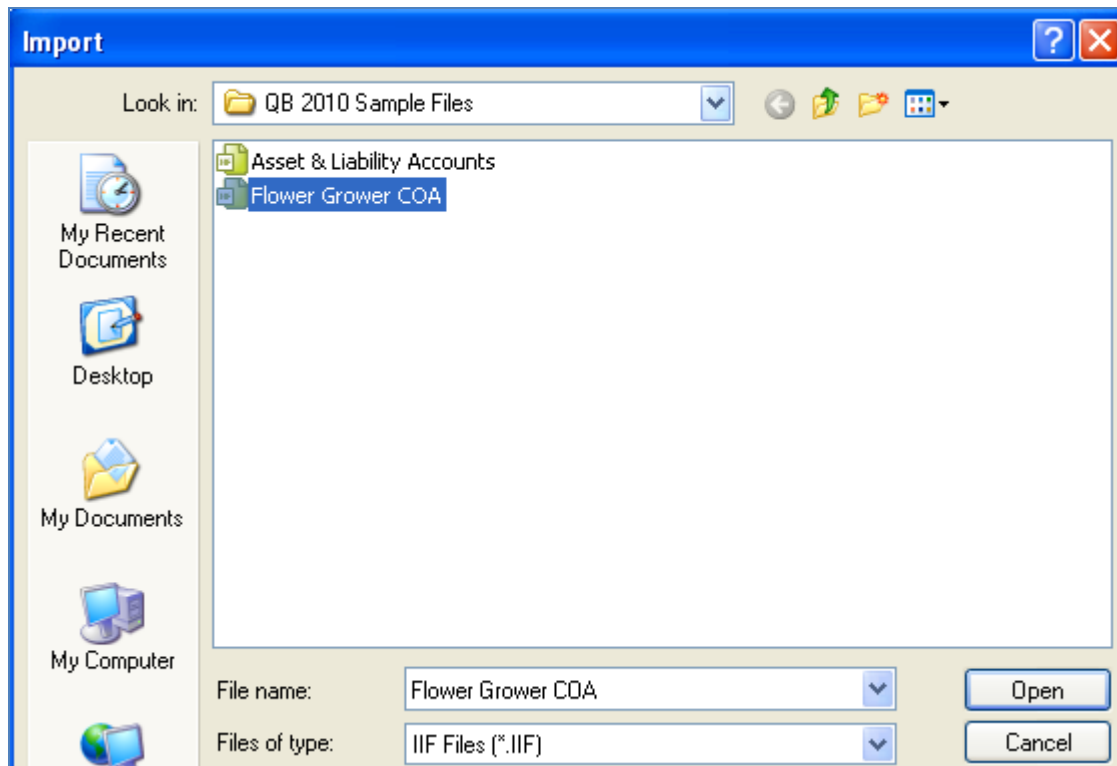 Import
Look in: QB 2010 Sample Files
Asset & Liability Accounts
Flower Grower COA
My Recent
Documents
Desktop
My Documents
My Computer
File name: Flower Grower COA Open
Files of type: IIF Files (*.IIF) Cancel